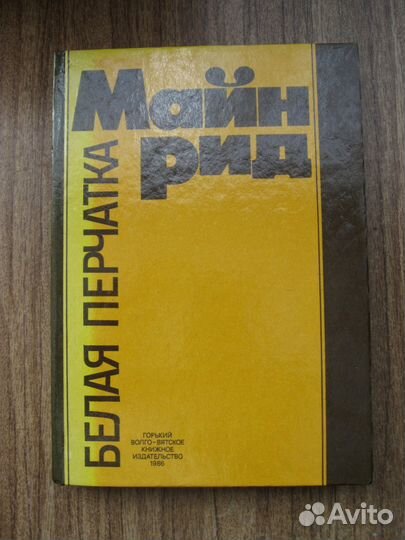 Майн
Рид
БЕЛАЯ ПЕРЧАТКА
ГОРЬКИЙ
ВОЛГО-ВЯТСКОЕ
КНИЖНОЕ
ИЗДАТЕЛЬСТВО
1986
Avito